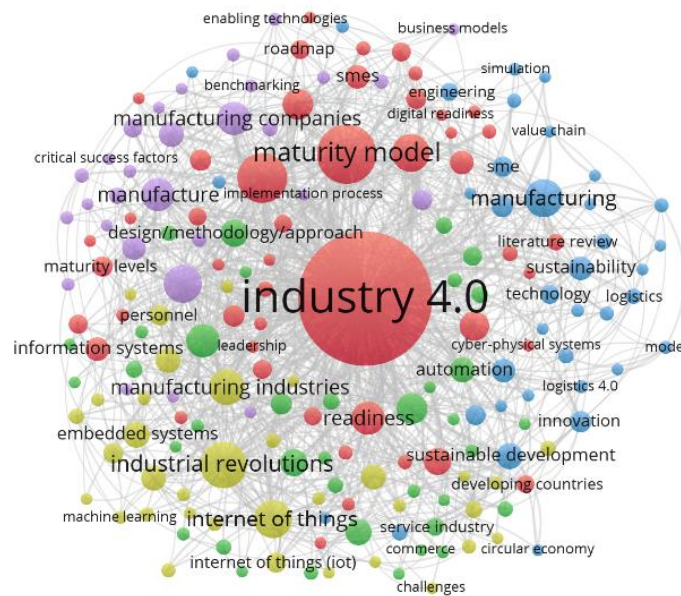 enabling technologies
business models
roadmap
smes
simulation
benchmarking
engineering
manufacturing companies
digital readiness
value chain
critical success factors
maturity model
sme
manufacture
implementation process
manufacturing
design/methodology/approach
literature review
maturity levels
sustainability
industry 4.0
technology
logistics
personnel
information systems
leadership
cyber-physical systems
mode
automation
manufacturing industries
logistics 4.0
readiness
innovation
embedded systems
industrial revolutions
sustainable development
developing countries
machine learning
internet of things
service industry
commerce
circular economy
internet of things (iot)
challenges